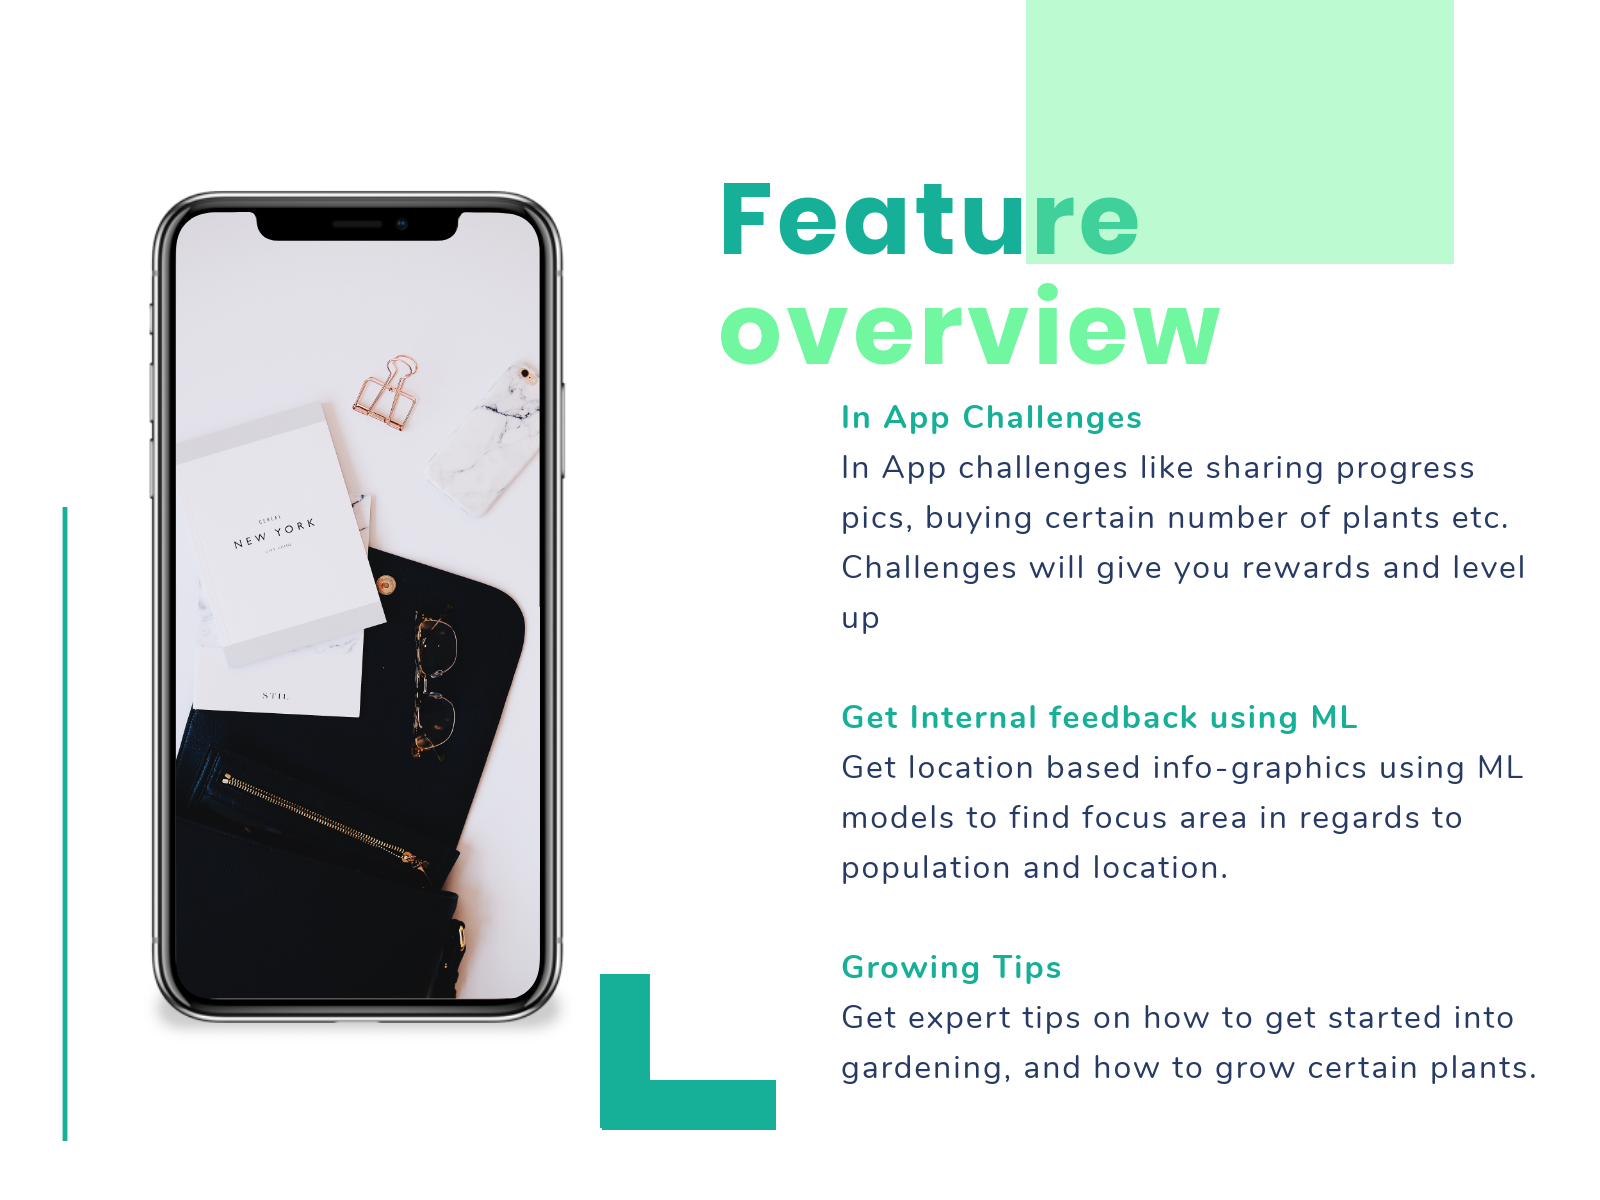 Feature
overview
In App Challenges
In App challenges like sharing progress
pics, buying certain number of plants etc.
Challenges will give you rewards and level
up
Get Internal feedback using ML
Get location based info-graphics using ML
models to find focus area in regards to
population and location.
Growing Tips
Get expert tips on how to get started into
gardening, and how to grow certain plants.
CEREAL
NEW YORK
STIL